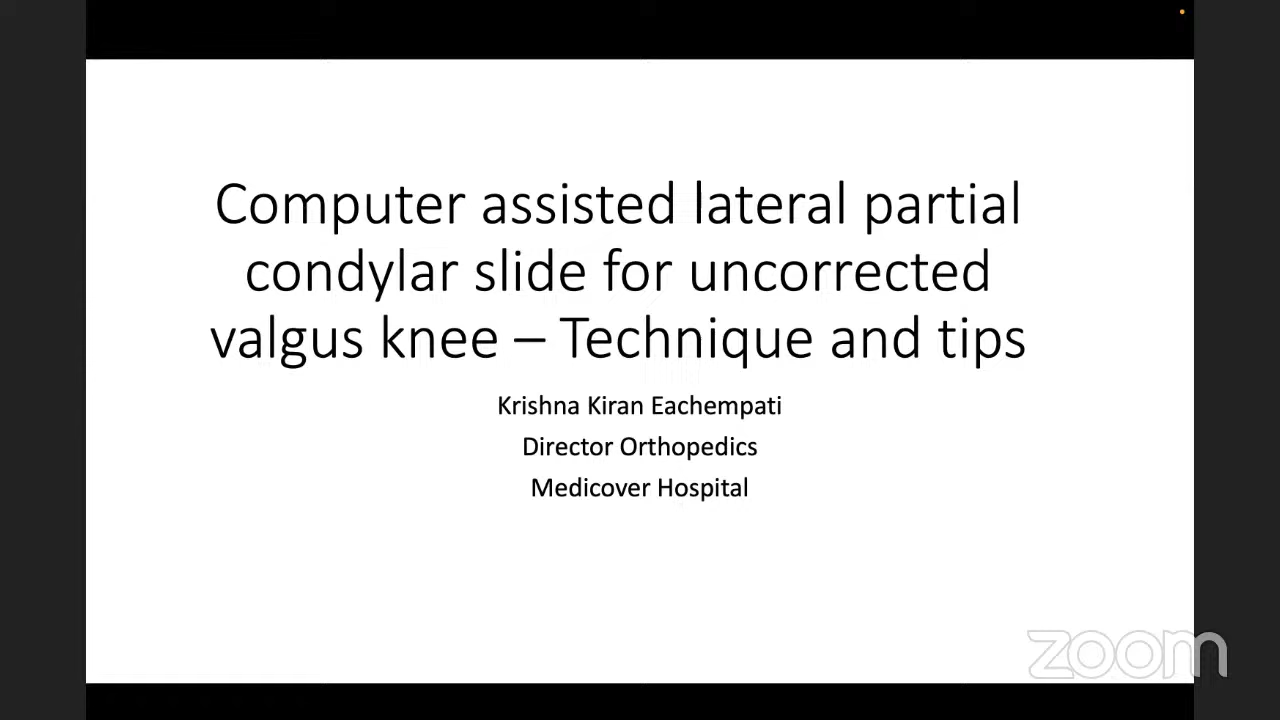 Computer assisted lateral partial
condylar slide for uncorrected
valgus knee – Technique and tips
Krishna Kiran Eachempati
Director Orthopedics
Medicover Hospital
zoom